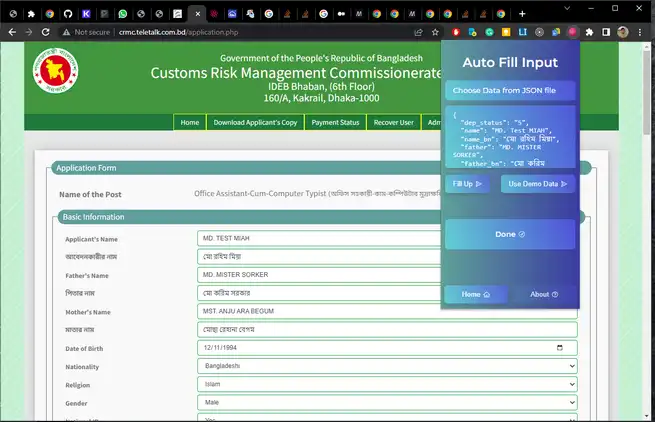 Not secure | crmc.teletalk.com.bd/application.php
Government of the People's Republic of Bangladesh
Customs Risk Management Commissionerate
IDEB Bhaban, (6th Floor)
160/A, Kakrail, Dhaka-1000
Home
Download Applicant's Copy
Payment Status
Recover User
Adm
Auto Fill Input
Choose Data from JSON file
{
"dep_status": "5",
"name": "MD. Test MIAH",
"name_bn": "মো রহিম মিয়া",
"father": "MD. MISTER
SORKER",
"father_bn": "মো করিম
Fill Up
Use Demo Data
Done
Home
About
Application Form
Name of the Post
Office Assistant-Cum-Computer Typist
Basic Information
Applicant's Name
MD. TEST MIAH
আবেদনকারীর নাম
মো রহিম মিয়া
Father's Name
MD. MISTER SORKER
পিতার নাম
মো করিম সরকার
Mother's Name
MST. ANJU ARA BEGUM
মাতার নাম
মোছা রেহানা বেগম
Date of Birth
12/11/1994
Nationality
Bangladeshi
Religion
Islam
Gender
Male